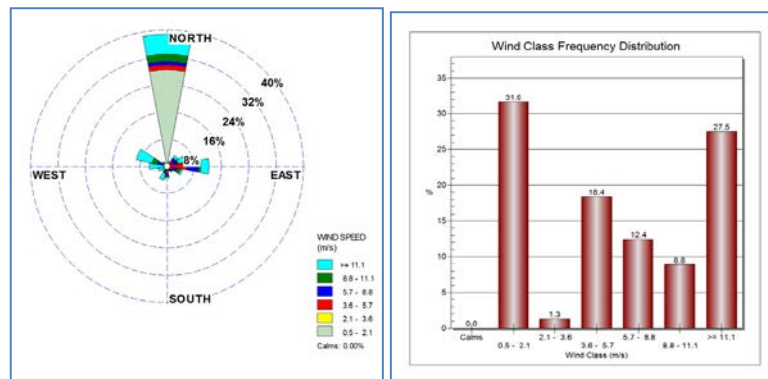 NORTH
40%
32%
24%
16%
8%
WEST
EAST
SOUTH
WIND SPEED
(m/s)
>= 11.1
8.8 - 11.1
5.7 - 8.8
3.6 - 5.7
2.1 - 3.6
0.5 - 2.1
Calms: 0.00%
Wind Class Frequency Distribution
%
35
30
25
20
15
10
5
0
0.0
31.6
1.3
18.4
12.4
8.8
27.5
Calms
0.5 - 2.1
2.1 - 3.6
3.6 - 5.7
5.7 - 8.8
8.8 - 11.1
>= 11.1
Wind Class (m/s)